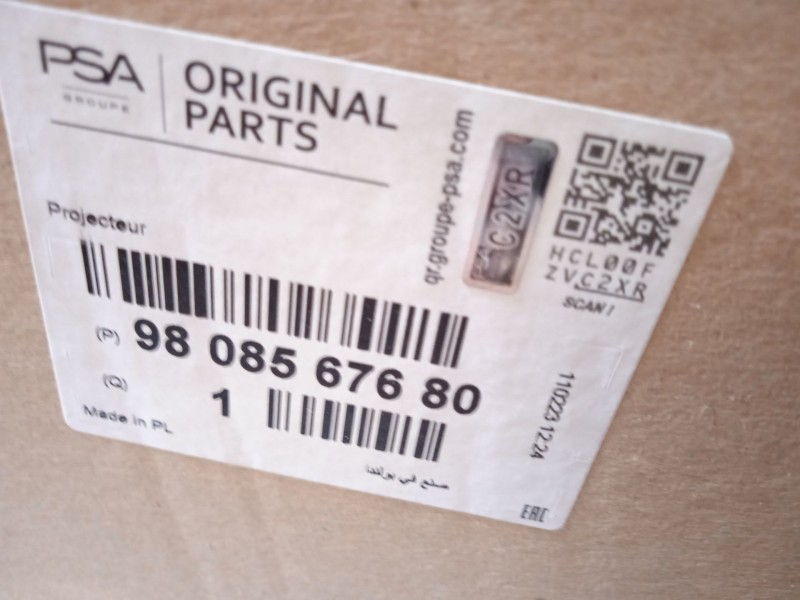 PSA
GROUPE
ORIGINAL
PARTS
qr.groupe-psa.com
C2XR
HCL00F
ZVC2XR
SCAN!
Projecteur
(P) 98 085 676 80
(Q) 1
Made in PL
صنع في بولندا
110223 12:24
EAC